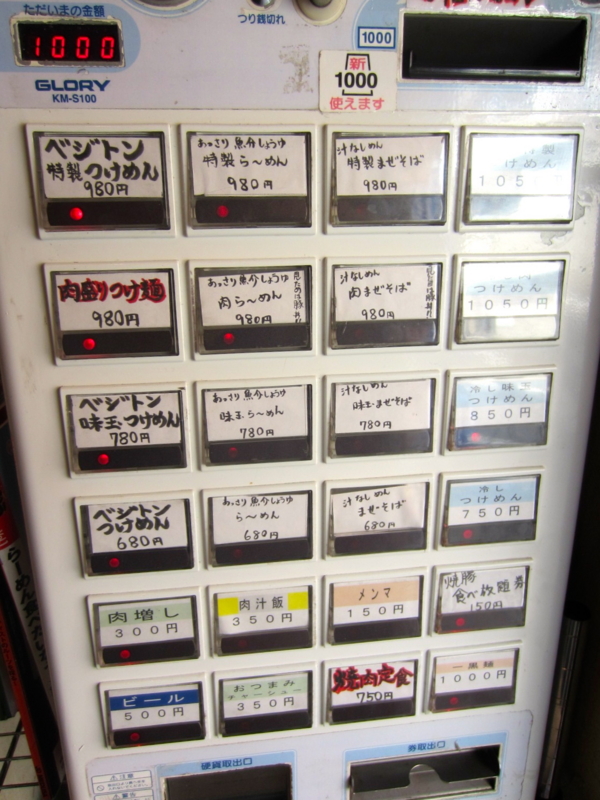 ただいまの金額
1000
つり銭切れ
GLORY
KM-S100
1000
新
1000
使えます
ベジトン
特製つけめん
980円
あっさり魚介しょうゆ
特製ら〜めん
980円
汁なしめん
特製まぜそば
980円
製
つけめん
肉盛りつけ麺
980円
あっさり魚介しょうゆ
肉ら〜めん
980円
汁なしめん
肉まぜそば
980円
つけめん
1050円
ベジトン
味玉つけめん
780円
あっさり魚介しょうゆ
味玉ら〜めん
780円
汁なしめん
味玉まぜそば
780円
冷し味玉
つけめん
850円
ベジトン
つけめん
680円
あっさり魚介しょうゆ
ら〜めん
680円
汁なしめん
まぜそば
680円
冷し
つけめん
750円
肉増し
300円
肉汁飯
350円
メンマ
150円
食べ放題券
150円
ビール
500円
おつまみ
チャーシュー
350円
焼肉定食
750円
一黒麺
1000円
硬貨取出口
券取出口